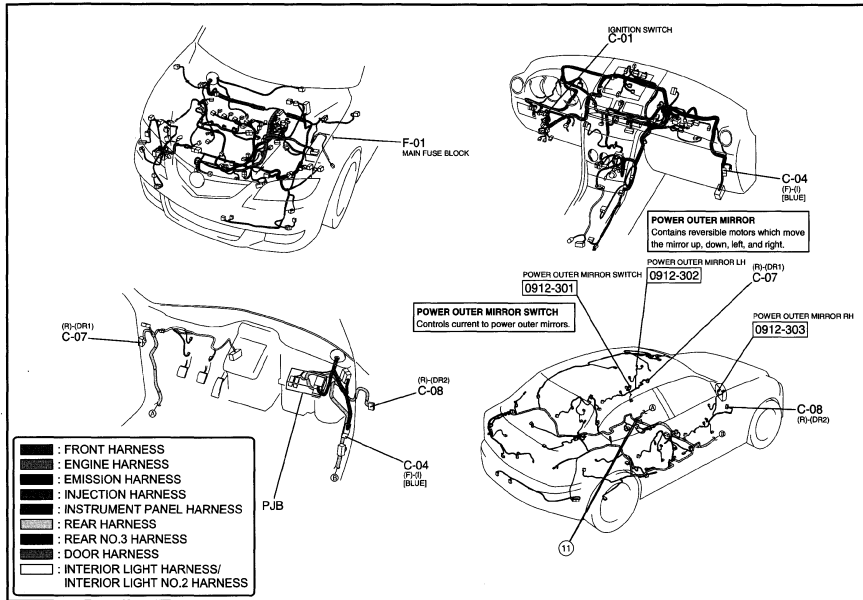 IGNITION SWITCH
C-01
F-01
MAIN FUSE BLOCK
C-04
(F)-(I)
[BLUE]
POWER OUTER MIRROR
Contains reversible motors which move
the mirror up, down, left, and right.
POWER OUTER MIRROR SWITCH
0912-301
POWER OUTER MIRROR LH
0912-302
(R)-(DR1)
C-07
POWER OUTER MIRROR SWITCH
Controls current to power outer mirrors.
POWER OUTER MIRROR RH
0912-303
(R)-(DR1)
C-07
A
(R)-(DR2)
C-08
C-04
(F)-(I)
[BLUE]
B
PJB
A
B
C-08
(R)-(DR2)
11
: FRONT HARNESS
: ENGINE HARNESS
: EMISSION HARNESS
: INJECTION HARNESS
: INSTRUMENT PANEL HARNESS
: REAR HARNESS
: REAR NO.3 HARNESS
: DOOR HARNESS
: INTERIOR LIGHT HARNESS/
INTERIOR LIGHT NO.2 HARNESS